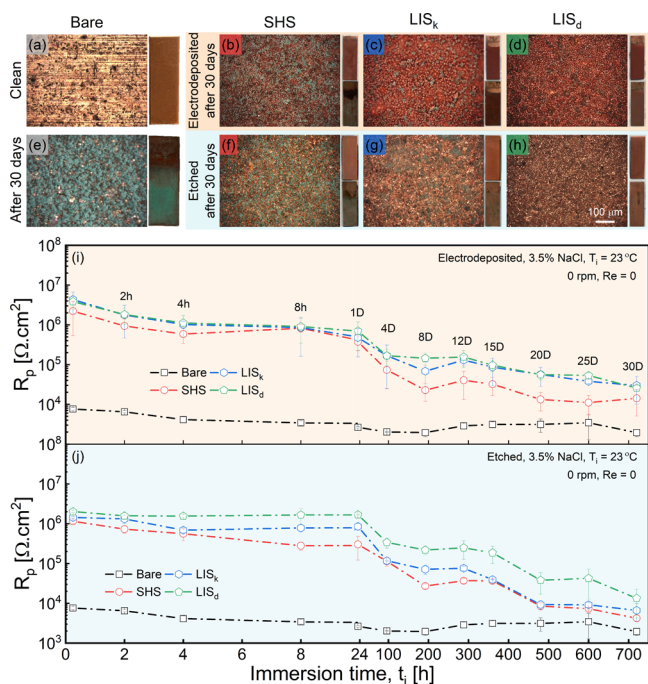 Bare SHS LISk LISd
Clean
(a)
Electrodeposited
after 30 days
(b)
(c)
(d)
After 30 days
(e)
Etched
after 30 days
(f)
(g)
(h)
100 μm
(i)
Electrodeposited, 3.5% NaCl, Ti = 23 °C
0 rpm, Re = 0
2h 4h 8h 1D 4D 8D 12D 15D 20D 25D 30D
Bare LISk
SHS LISd
Rp [Ω.cm2]
10^8
10^7
10^6
10^5
10^4
(j)
Etched, 3.5% NaCl, Ti = 23 °C
0 rpm, Re = 0
Bare LISk
SHS LISd
Rp [Ω.cm2]
10^8
10^7
10^6
10^5
10^4
10^3
0 2 4 6 8 24 100 200 300 400 500 600 700
Immersion time, ti [h]